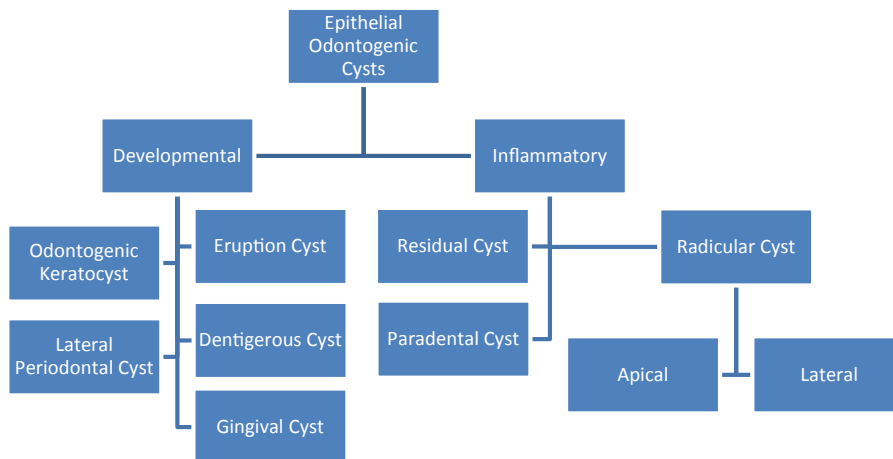 Epithelial
Odontogenic
Cysts
Developmental
Inflammatory
Odontogenic
Keratocyst
Eruption Cyst
Residual Cyst
Radicular Cyst
Lateral
Periodontal Cyst
Dentigerous Cyst
Paradental Cyst
Apical
Lateral
Gingival Cyst